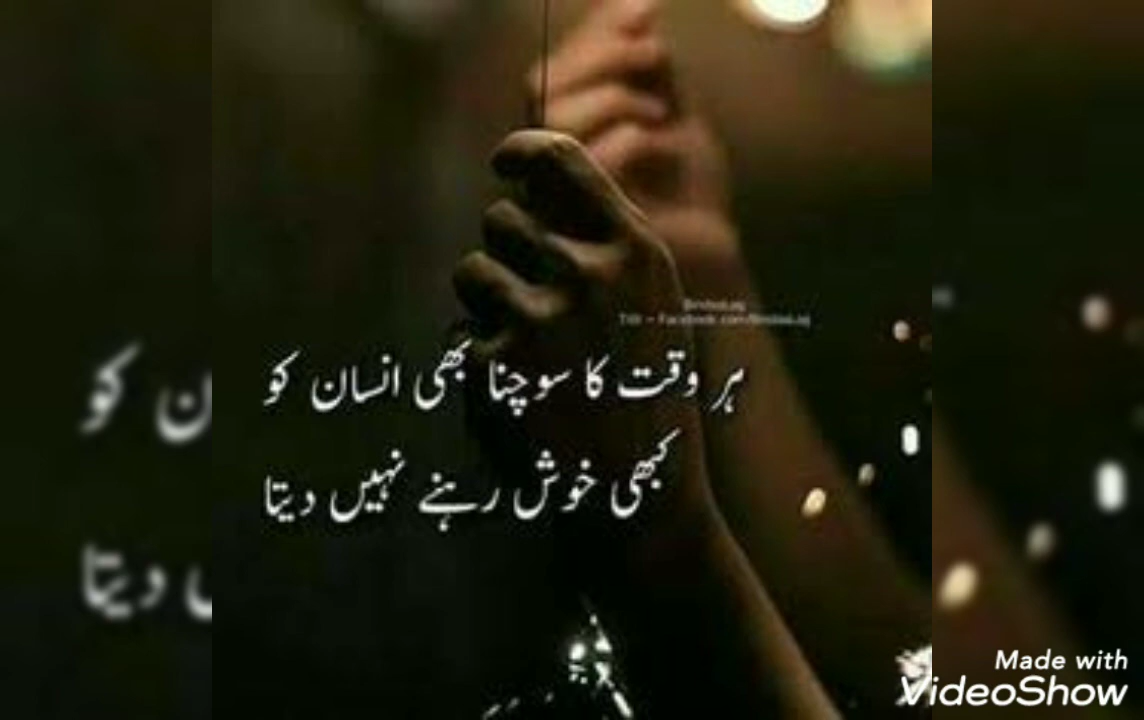 ہر وقت کا سوچنا بھی انسان کو
کبھی خوش رہنے نہیں دیتا
Made with
VideoShow